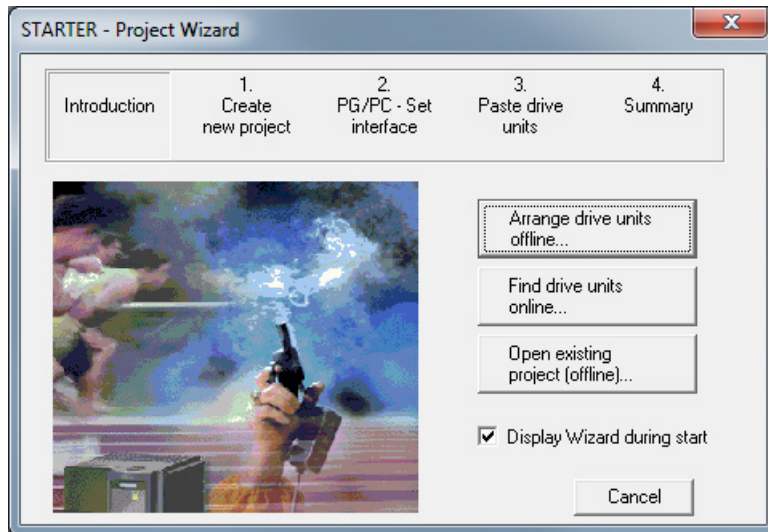 STARTER - Project Wizard
Introduction
1.
Create
new project
2.
PG/PC - Set
interface
3.
Paste drive
units
4.
Summary
Arrange drive units
offline...
Find drive units
online...
Open existing
project (offline)...
Display Wizard during start
Cancel